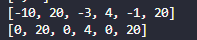 [-10, 20, -3, 4, -1, 20]
[0, 20, 0, 4, 0, 20]